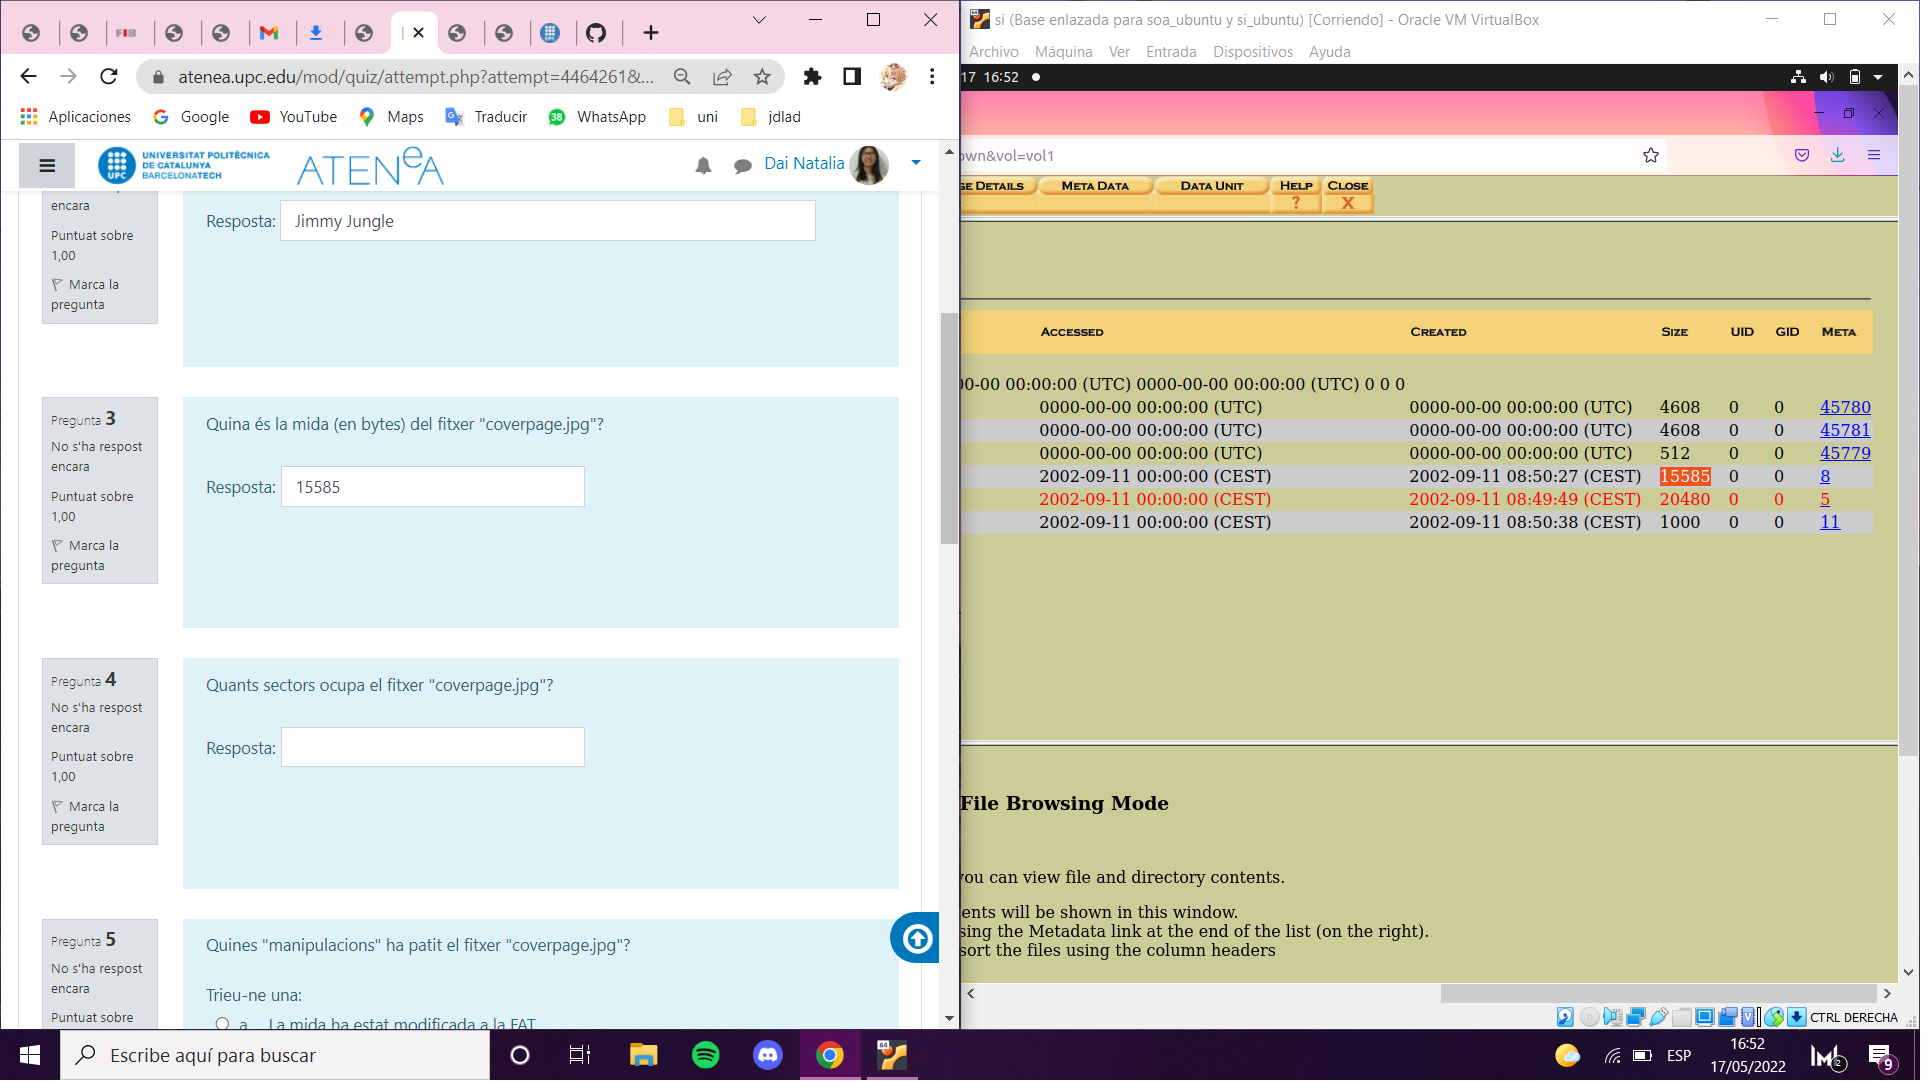 atenea.upc.edu/mod/quiz/attempt.php?attempt=4464261&...
Aplicaciones
Google
YouTube
Maps
Traducir
38
WhatsApp
uni
jdlad
UPC
UNIVERSITAT POLITÈCNICA
DE CATALUNYA
BARCELONATECH
ATENeA
Dai Natalia
encara
Puntuat sobre
1,00
Marca la
pregunta
Resposta: Jimmy Jungle
Pregunta 3
No s'ha respost
encara
Puntuat sobre
1,00
Marca la
pregunta
Quina és la mida (en bytes) del fitxer "coverpage.jpg"?
Resposta: 15585
Pregunta 4
No s'ha respost
encara
Puntuat sobre
1,00
Marca la
pregunta
Quants sectors ocupa el fitxer "coverpage.jpg"?
Resposta:
Pregunta 5
No s'ha respost
encara
Puntuat sobre
Quines "manipulacions" ha patit el fitxer "coverpage.jpg"?
Trieu-ne una:
a. La mida ha estat modificada a la FAT
si (Base enlazada para soa_ubuntu y si_ubuntu) [Corriendo] - Oracle VM VirtualBox
Archivo Máquina Ver Entrada Dispositivos Ayuda
17 16:52
own&vol=vol1
GE DETAILS META DATA DATA UNIT HELP CLOSE
? X
ACCESSED CREATED SIZE UID GID META
00-00 00:00:00 (UTC) 0000-00-00 00:00:00 (UTC) 0 0 0
0000-00-00 00:00:00 (UTC) 0000-00-00 00:00:00 (UTC) 4608 0 0 45780
0000-00-00 00:00:00 (UTC) 0000-00-00 00:00:00 (UTC) 4608 0 0 45781
0000-00-00 00:00:00 (UTC) 0000-00-00 00:00:00 (UTC) 512 0 0 45779
2002-09-11 00:00:00 (CEST) 2002-09-11 08:50:27 (CEST) 15585 0 0 8
2002-09-11 00:00:00 (CEST) 2002-09-11 08:49:49 (CEST) 20480 0 0 5
2002-09-11 00:00:00 (CEST) 2002-09-11 08:50:38 (CEST) 1000 0 0 11
File Browsing Mode
you can view file and directory contents.
ents will be shown in this window.
sing the Metadata link at the end of the list (on the right).
sort the files using the column headers
CTRL DERECHA
Escribe aquí para buscar
ESP
16:52
17/05/2022
2
9